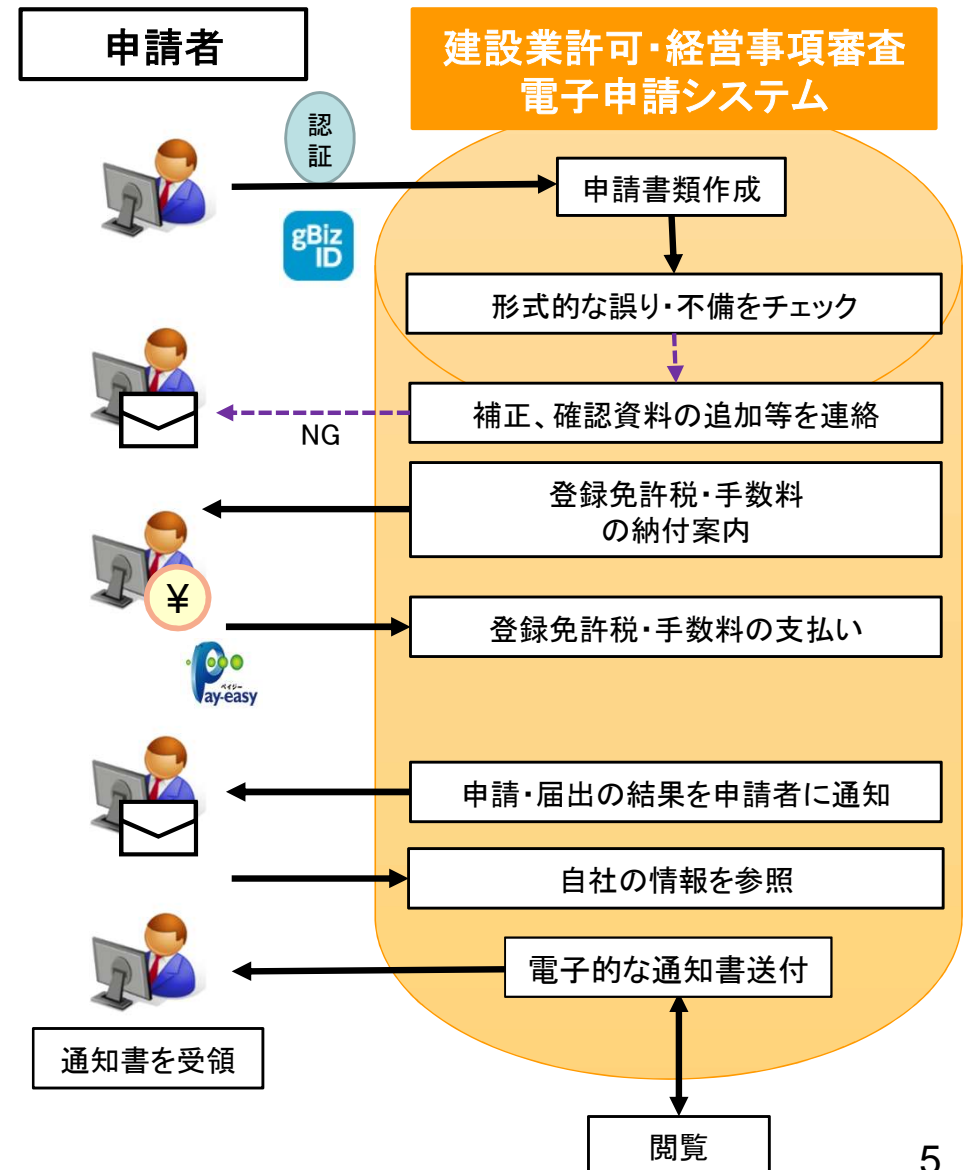 申請者
建設業許可・経営事項審査
電子申請システム
認
証
申請書類作成
gBiz
ID
形式的な誤り・不備をチェック
補正、確認資料の追加等を連絡
NG
登録免許税・手数料
の納付案内
¥
登録免許税・手数料の支払い
ペイジー
Pay-easy
申請・届出の結果を申請者に通知
自社の情報を参照
電子的な通知書送付
通知書を受領
閲覧
5